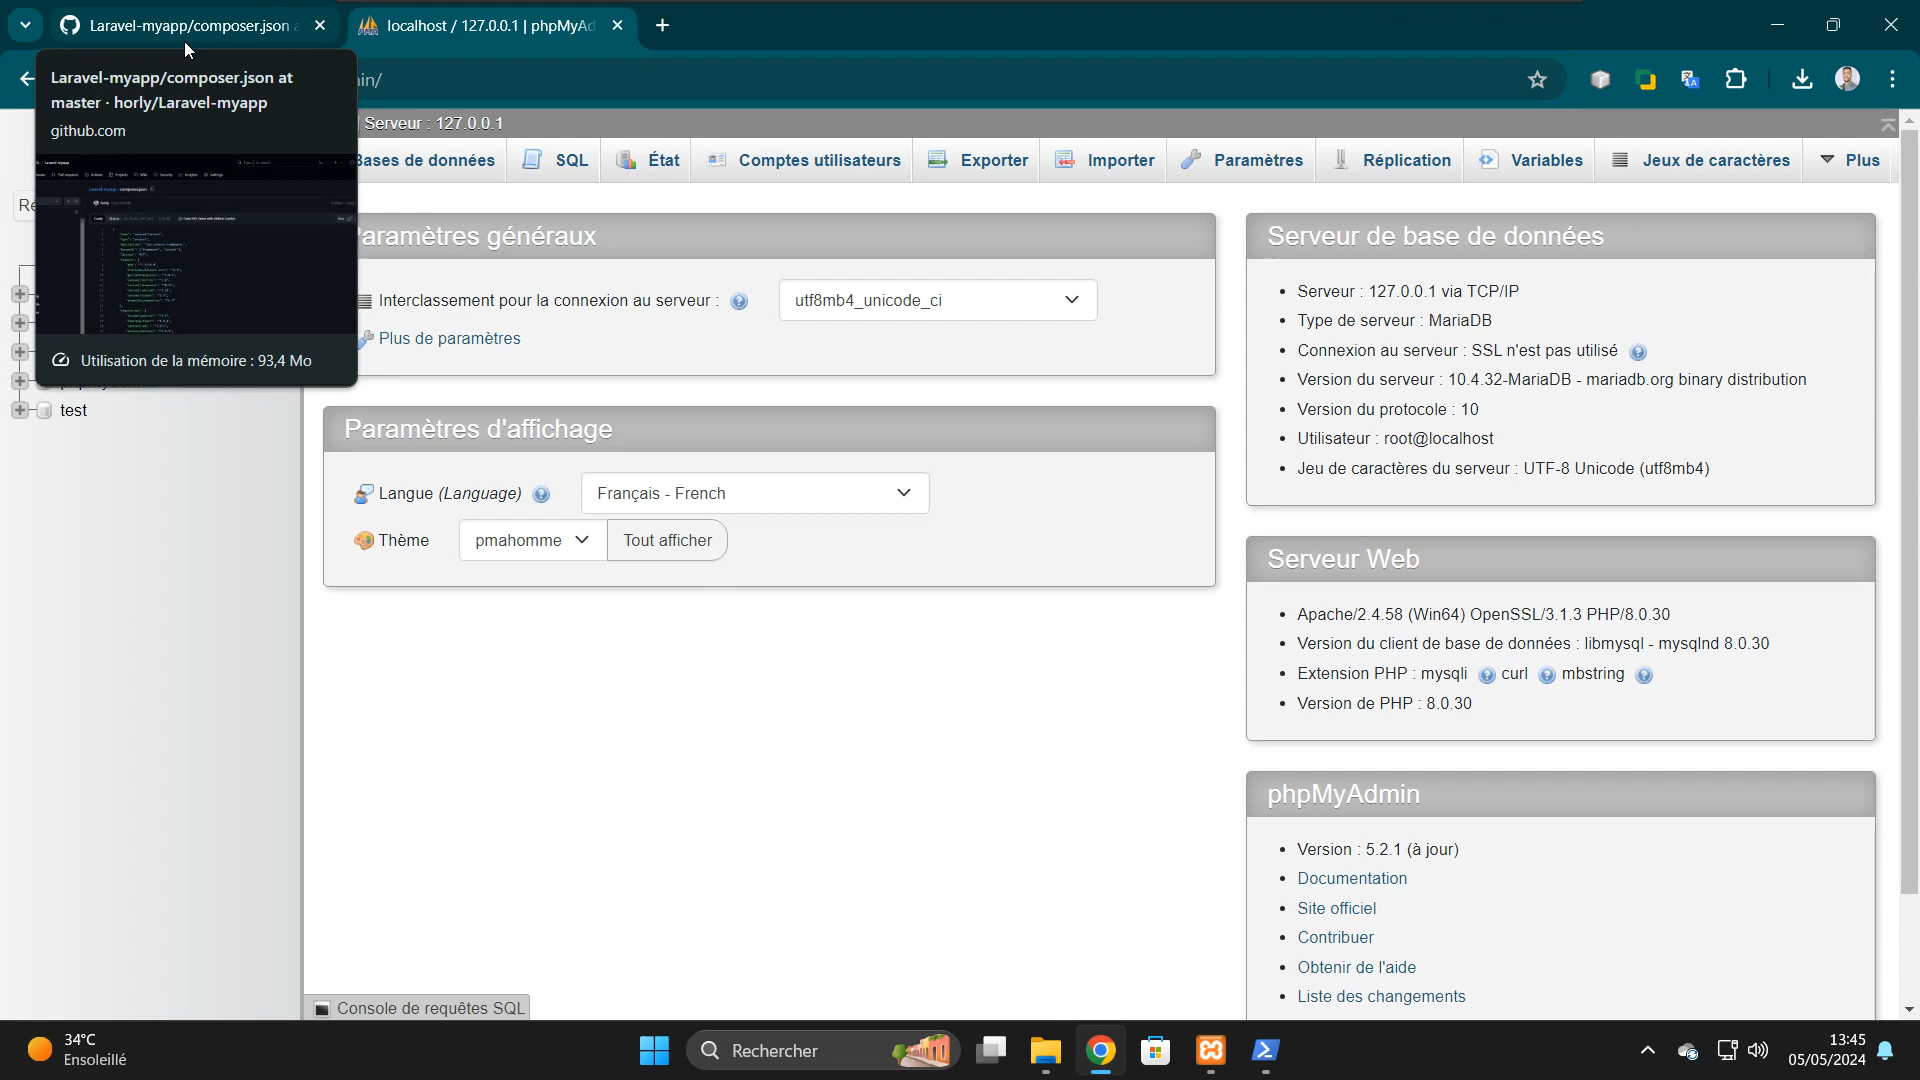 Laravel-myapp/composer.json a
localhost / 127.0.0.1 | phpMyAd
Laravel-myapp/composer.json at
master · horly/Laravel-myapp
github.com
Utilisation de la mémoire : 93,4 Mo
in/
Serveur : 127.0.0.1
Bases de données
SQL
État
Comptes utilisateurs
Exporter
Importer
Paramètres
Réplication
Variables
Jeux de caractères
Plus
Re
test
Paramètres généraux
Interclassement pour la connexion au serveur :
utf8mb4_unicode_ci
Plus de paramètres
Paramètres d'affichage
Langue (Language)
Français - French
Thème
pmahomme
Tout afficher
Serveur de base de données
Serveur : 127.0.0.1 via TCP/IP
Type de serveur : MariaDB
Connexion au serveur : SSL n'est pas utilisé
Version du serveur : 10.4.32-MariaDB - mariadb.org binary distribution
Version du protocole : 10
Utilisateur : root@localhost
Jeu de caractères du serveur : UTF-8 Unicode (utf8mb4)
Serveur Web
Apache/2.4.58 (Win64) OpenSSL/3.1.3 PHP/8.0.30
Version du client de base de données : libmysql - mysqlnd 8.0.30
Extension PHP : mysqli curl mbstring
Version de PHP : 8.0.30
phpMyAdmin
Version : 5.2.1 (à jour)
Documentation
Site officiel
Contribuer
Obtenir de l'aide
Liste des changements
Console de requêtes SQL
34°C
Ensoleillé
Rechercher
13:45
05/05/2024